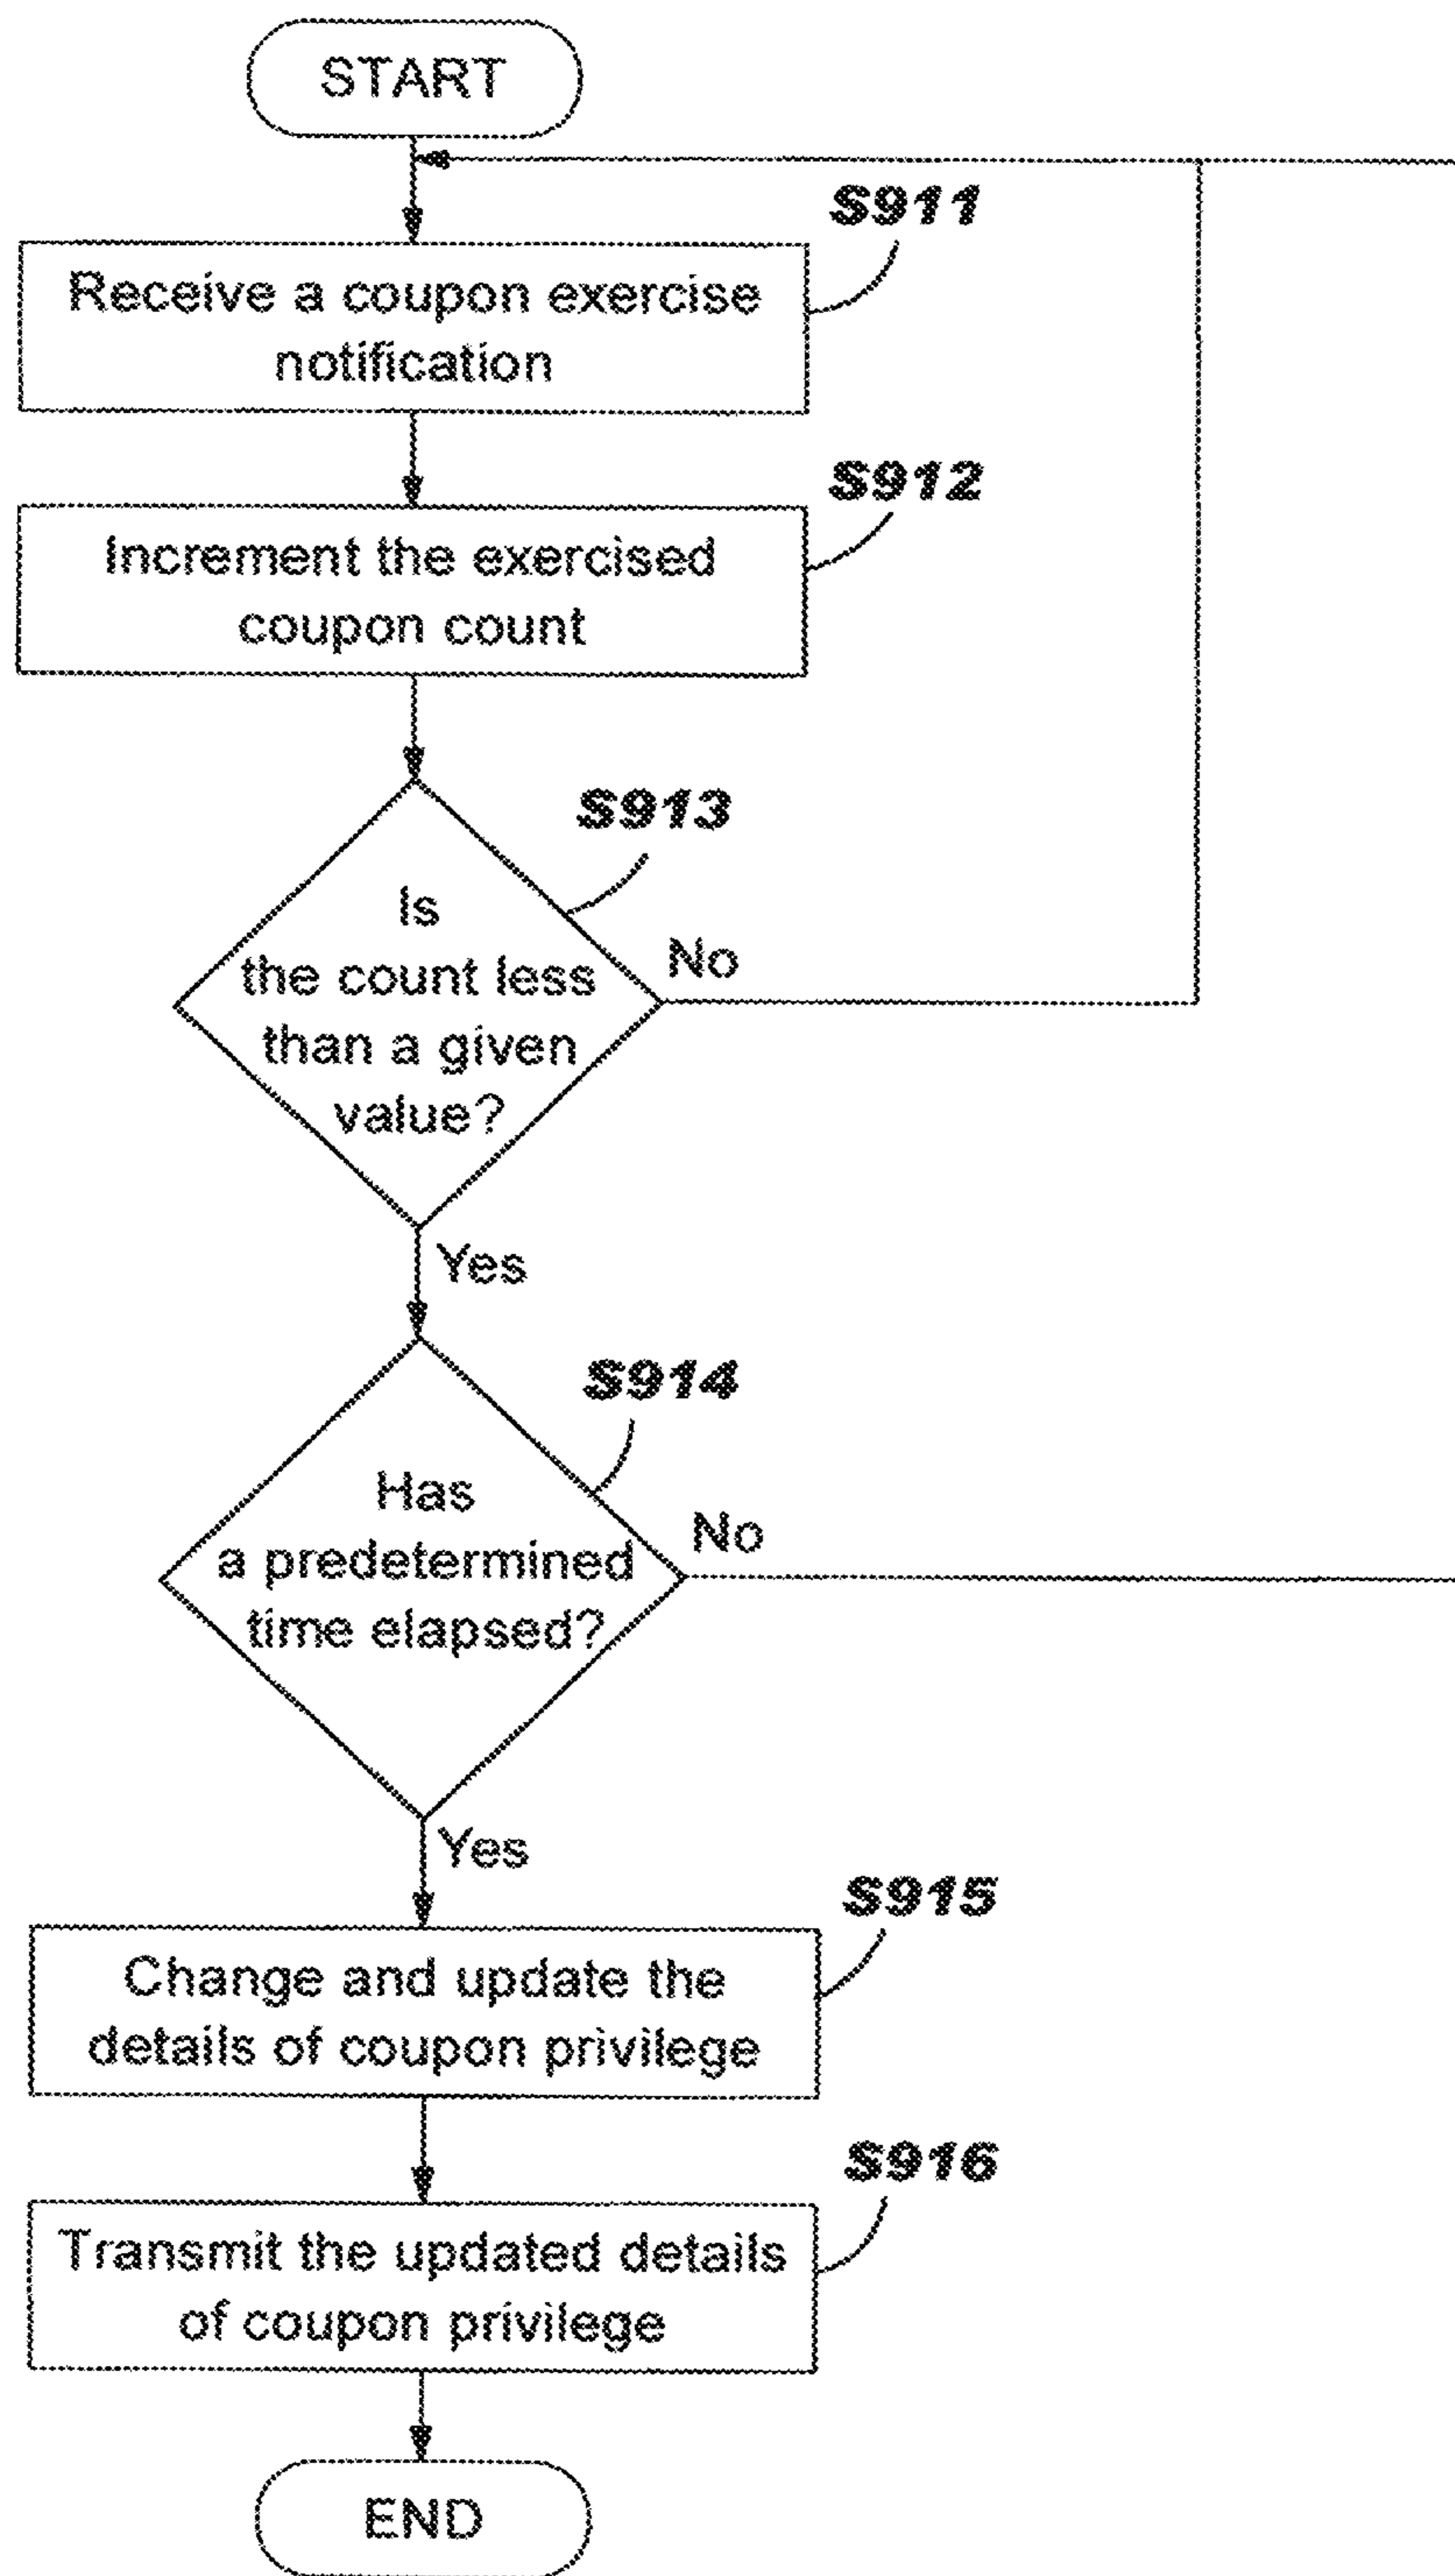 START
S911
Receive a coupon exercise
notification
S912
Increment the exercised
coupon count
S913
Is
the count less
than a given
value?
No
Yes
S914
Has
a predetermined
time elapsed?
No
Yes
S915
Change and update the
details of coupon privilege
S916
Transmit the updated details
of coupon privilege
END